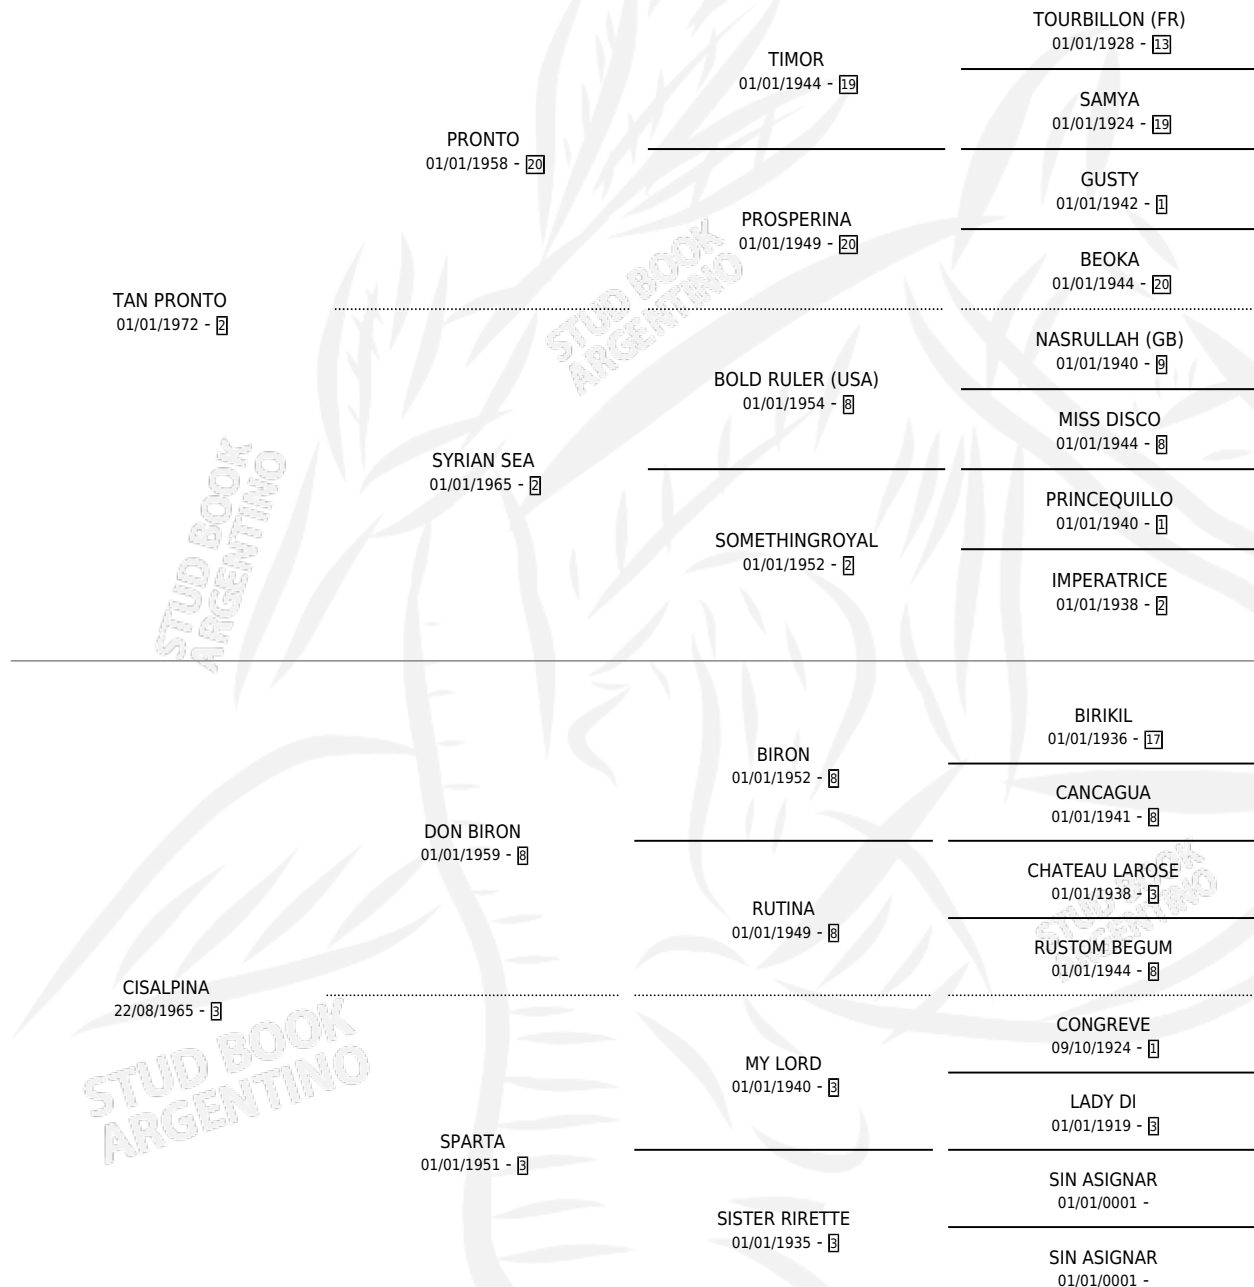 TOURBILLON (FR)
01/01/1928 - 13
TIMOR
01/01/1944 - 19
SAMYA
01/01/1924 - 19
PRONTO
01/01/1958 - 20
GUSTY
01/01/1942 - 1
PROSPERINA
01/01/1949 - 20
BEOKA
01/01/1944 - 20
TAN PRONTO
01/01/1972 - 2
NASRULLAH (GB)
01/01/1940 - 9
BOLD RULER (USA)
01/01/1954 - 8
MISS DISCO
01/01/1944 - 8
SYRIAN SEA
01/01/1965 - 2
PRINCEQUILLO
01/01/1940 - 1
SOMETHINGROYAL
01/01/1952 - 2
IMPERATRICE
01/01/1938 - 2
BIRIKIL
01/01/1936 - 17
BIRON
01/01/1952 - 8
CANCAGUA
01/01/1941 - 8
DON BIRON
01/01/1959 - 8
CHATEAU LAROSE
01/01/1938 - 3
RUTINA
01/01/1949 - 8
RUSTOM BEGUM
01/01/1944 - 8
CISALPINA
22/08/1965 - 3
CONGREVE
09/10/1924 - 1
MY LORD
01/01/1940 - 3
LADY DI
01/01/1919 - 3
SPARTA
01/01/1951 - 3
SIN ASIGNAR
01/01/0001 -
SISTER RIRETTE
01/01/1935 - 3
SIN ASIGNAR
01/01/0001 -
STUD BOOK
ARGENTINO
STUD BOOK
ARGENTINO
STUD BOOK
ARGENTINO
STUD BOOK
ARGENTINO